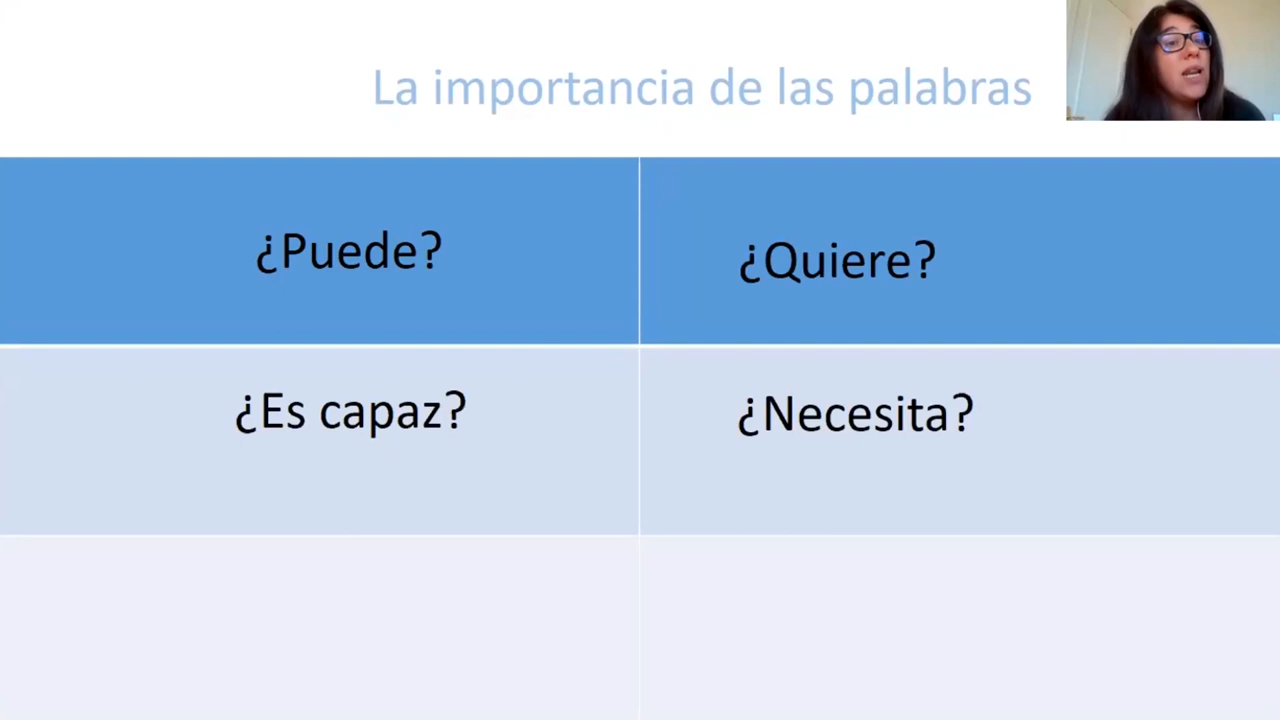 La importancia de las palabras
¿Puede?
¿Quiere?
¿Es capaz?
¿Necesita?